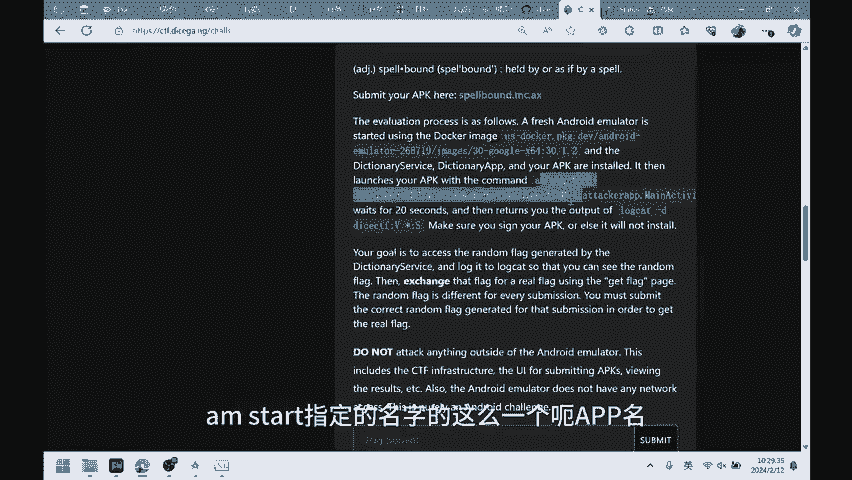 https://ctf.dicega.ng/challs
(adj.) spell•bound (spel'bound') : held by or as if by a spell.
Submit your APK here: spellbound.mc.ax
The evaluation process is as follows. A fresh Android emulator is
started using the Docker image us-docker.pkg.dev/android-
emulator-268719/images/30-google-x64:30.1.2 and the
DictionaryService, DictionaryApp, and your APK are installed. It then
launches your APK with the command
attackerapp.MainActivi
waits for 20 seconds, and then returns you the output of logcat -d
dicectf:V *:S. Make sure you sign your APK, or else it will not install.
Your goal is to access the random flag generated by the
DictionaryService, and log it to logcat so that you can see the random
flag. Then, exchange that flag for a real flag using the "get flag" page.
The random flag is different for every submission. You must submit
the correct random flag generated for that submission in order to get
the real flag.
DO NOT attack anything outside of the Android emulator. This
includes the CTF infrastructure, the UI for submitting APKs, viewing
the results, etc. Also, the Android emulator does not have any network
access. This is purely an Android challenge.
am start指定的名字的这么一个呃APP名
SUBMIT
英
10:29:35
2024/2/12